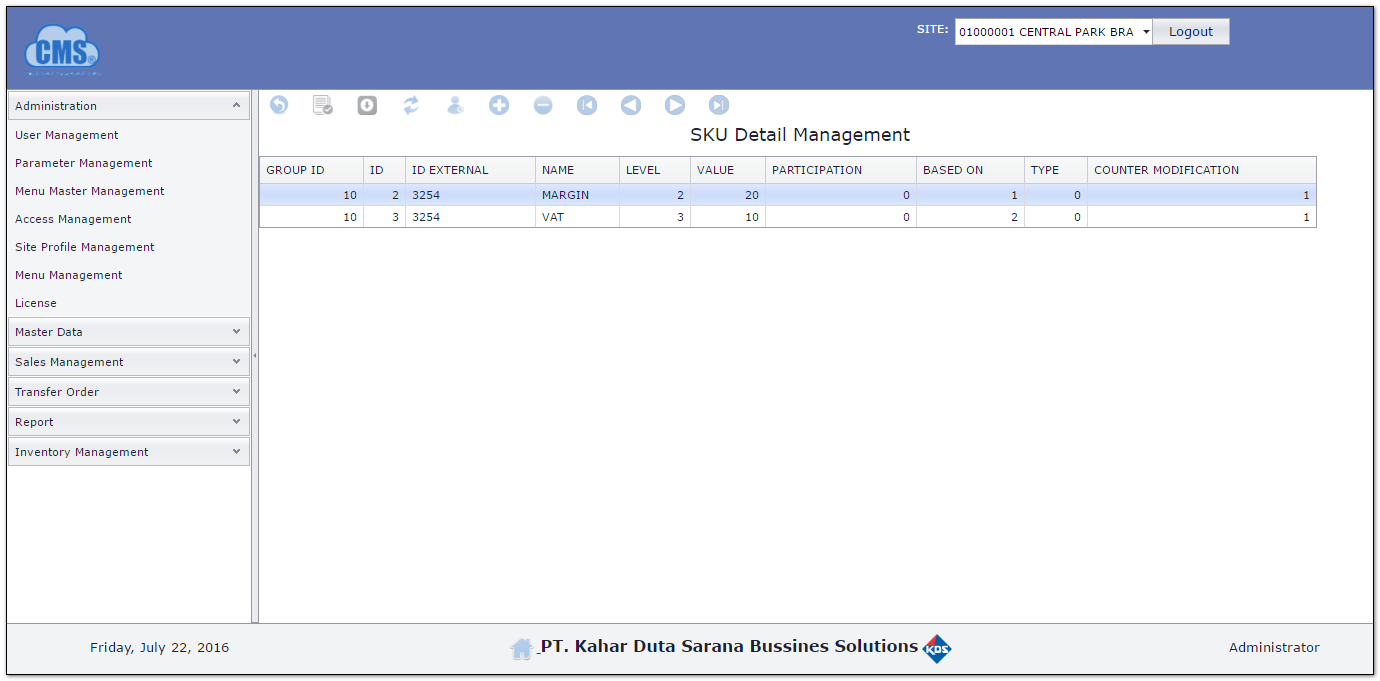 CMS
SITE: 01000001 CENTRAL PARK BRA Logout
Administration
User Management
Parameter Management
Menu Master Management
Access Management
Site Profile Management
Menu Management
License
Master Data
Sales Management
Transfer Order
Report
Inventory Management
SKU Detail Management
GROUP ID ID ID EXTERNAL NAME LEVEL VALUE PARTICIPATION BASED ON TYPE COUNTER MODIFICATION
10 2 3254 MARGIN 2 20 0 1 0 1
10 3 3254 VAT 3 10 0 2 0 1
Friday, July 22, 2016
PT. Kahar Duta Sarana Bussines Solutions KDS
Administrator